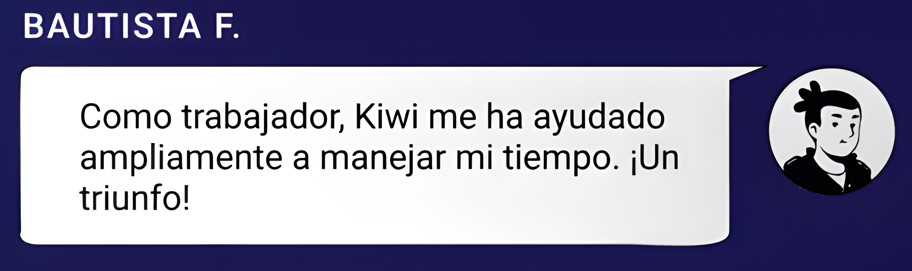 BAUTISTA F.
Como trabajador, Kiwi me ha ayudado
ampliamente a manejar mi tiempo. ¡Un
triunfo!